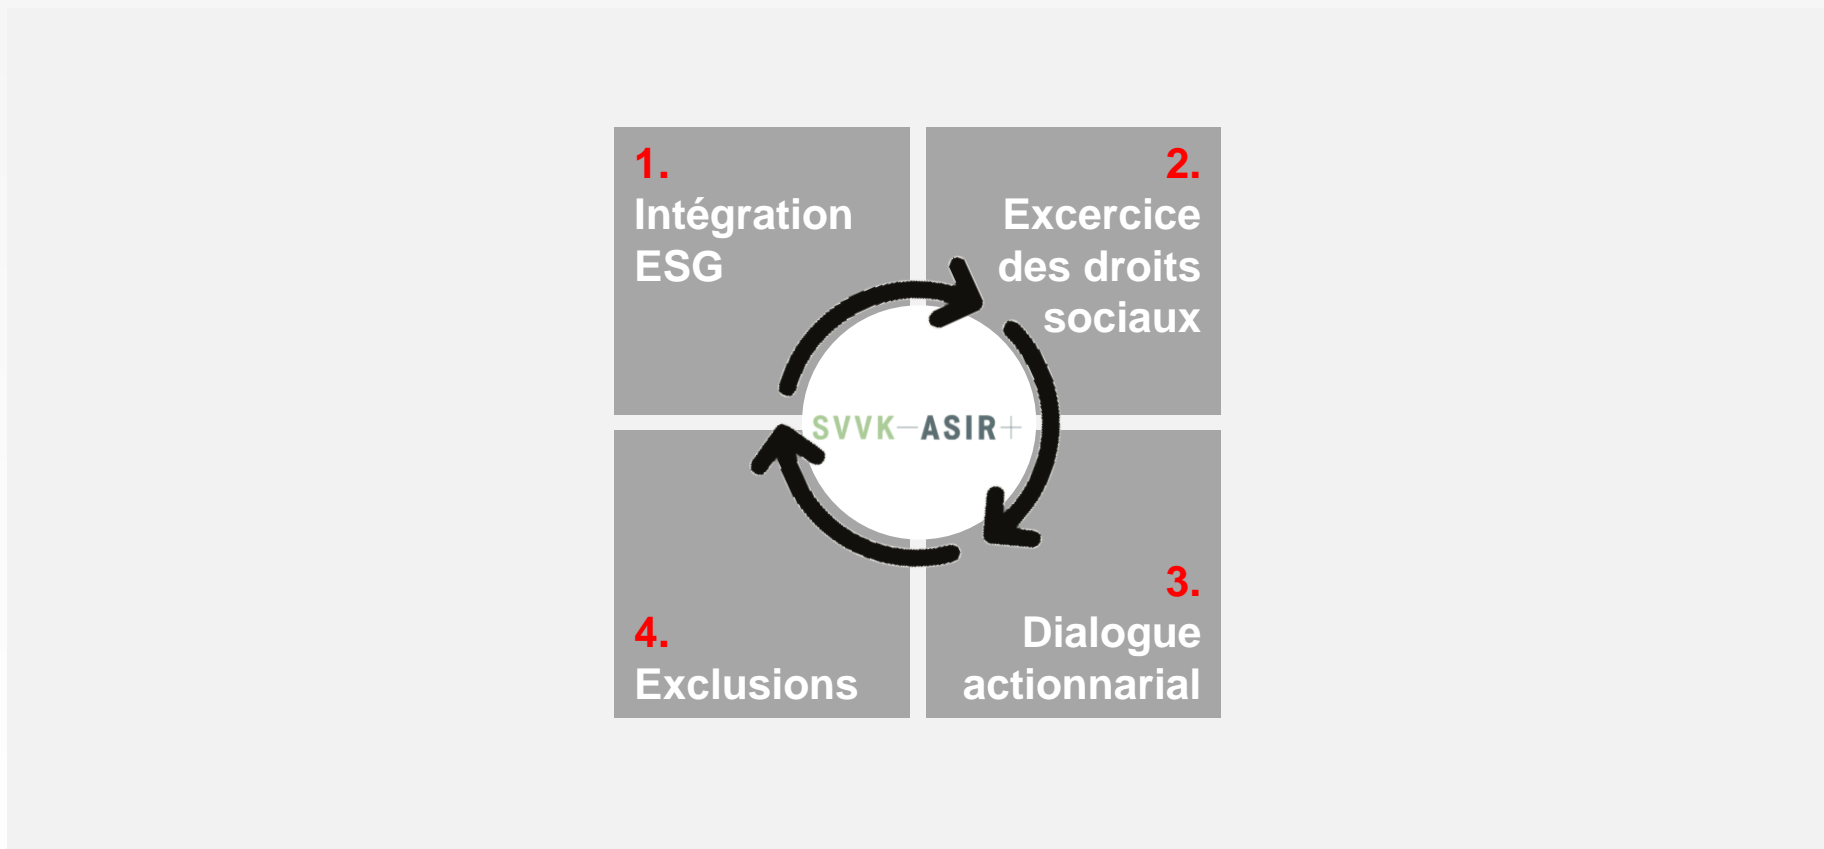 1.
Intégration
ESG
2.
Excercice
des droits
sociaux
SVVK—ASIR+
3.
Dialogue
actionnarial
4.
Exclusions